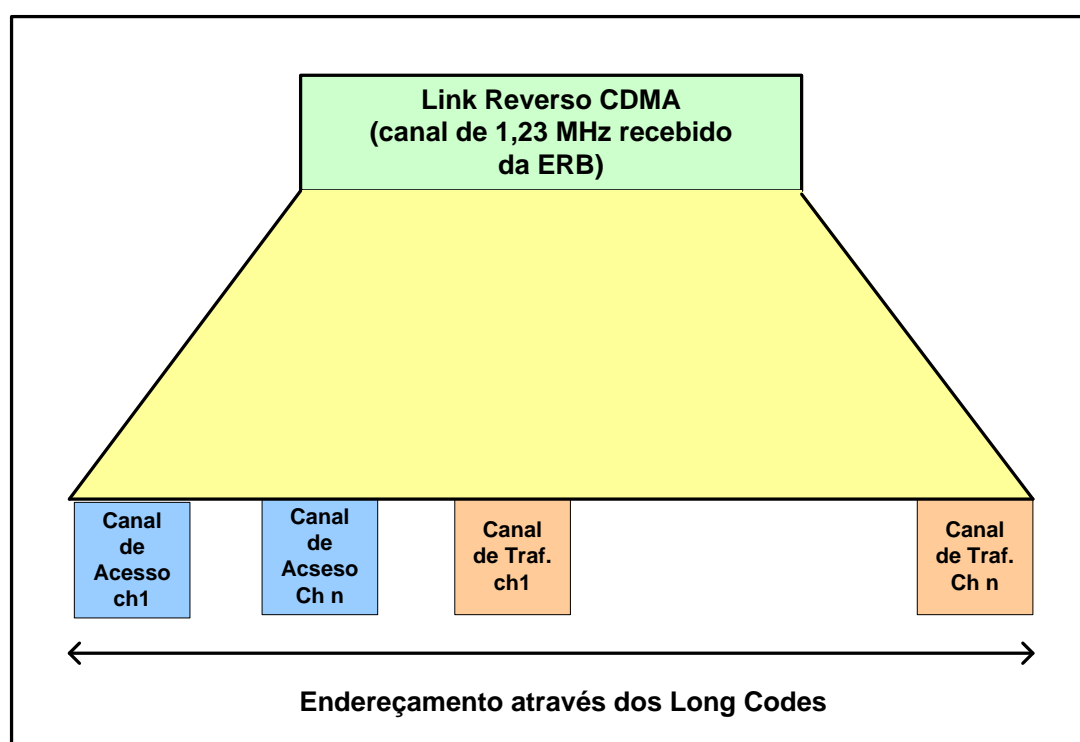 Link Reverso CDMA
(canal de 1,23 MHz recebido
da ERB)
Canal
de
Acesso
ch1
Canal
de
Acseso
Ch n
Canal
de Traf.
ch1
Canal
de Traf.
Ch n
Endereçamento através dos Long Codes